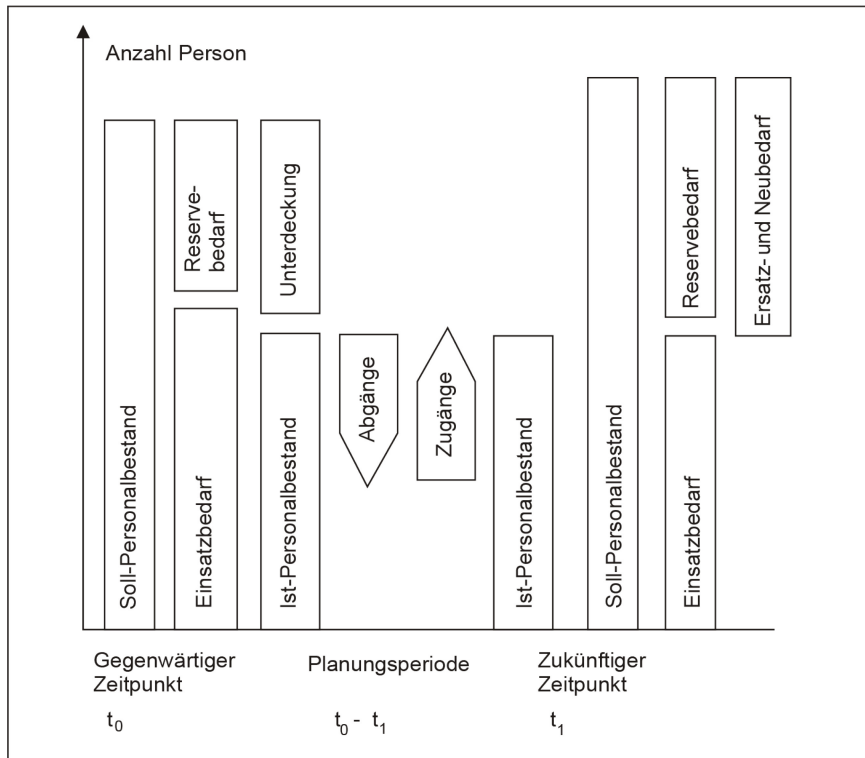 Anzahl Person
Soll-Personalbestand
Reserve-
bedarf
Einsatzbedarf
Unterdeckung
Ist-Personalbestand
Abgänge
Zugänge
Ist-Personalbestand
Soll-Personalbestand
Reservebedarf
Einsatzbedarf
Ersatz- und Neubedarf
Gegenwärtiger
Zeitpunkt
t0
Planungsperiode
t0 - t1
Zukünftiger
Zeitpunkt
t1